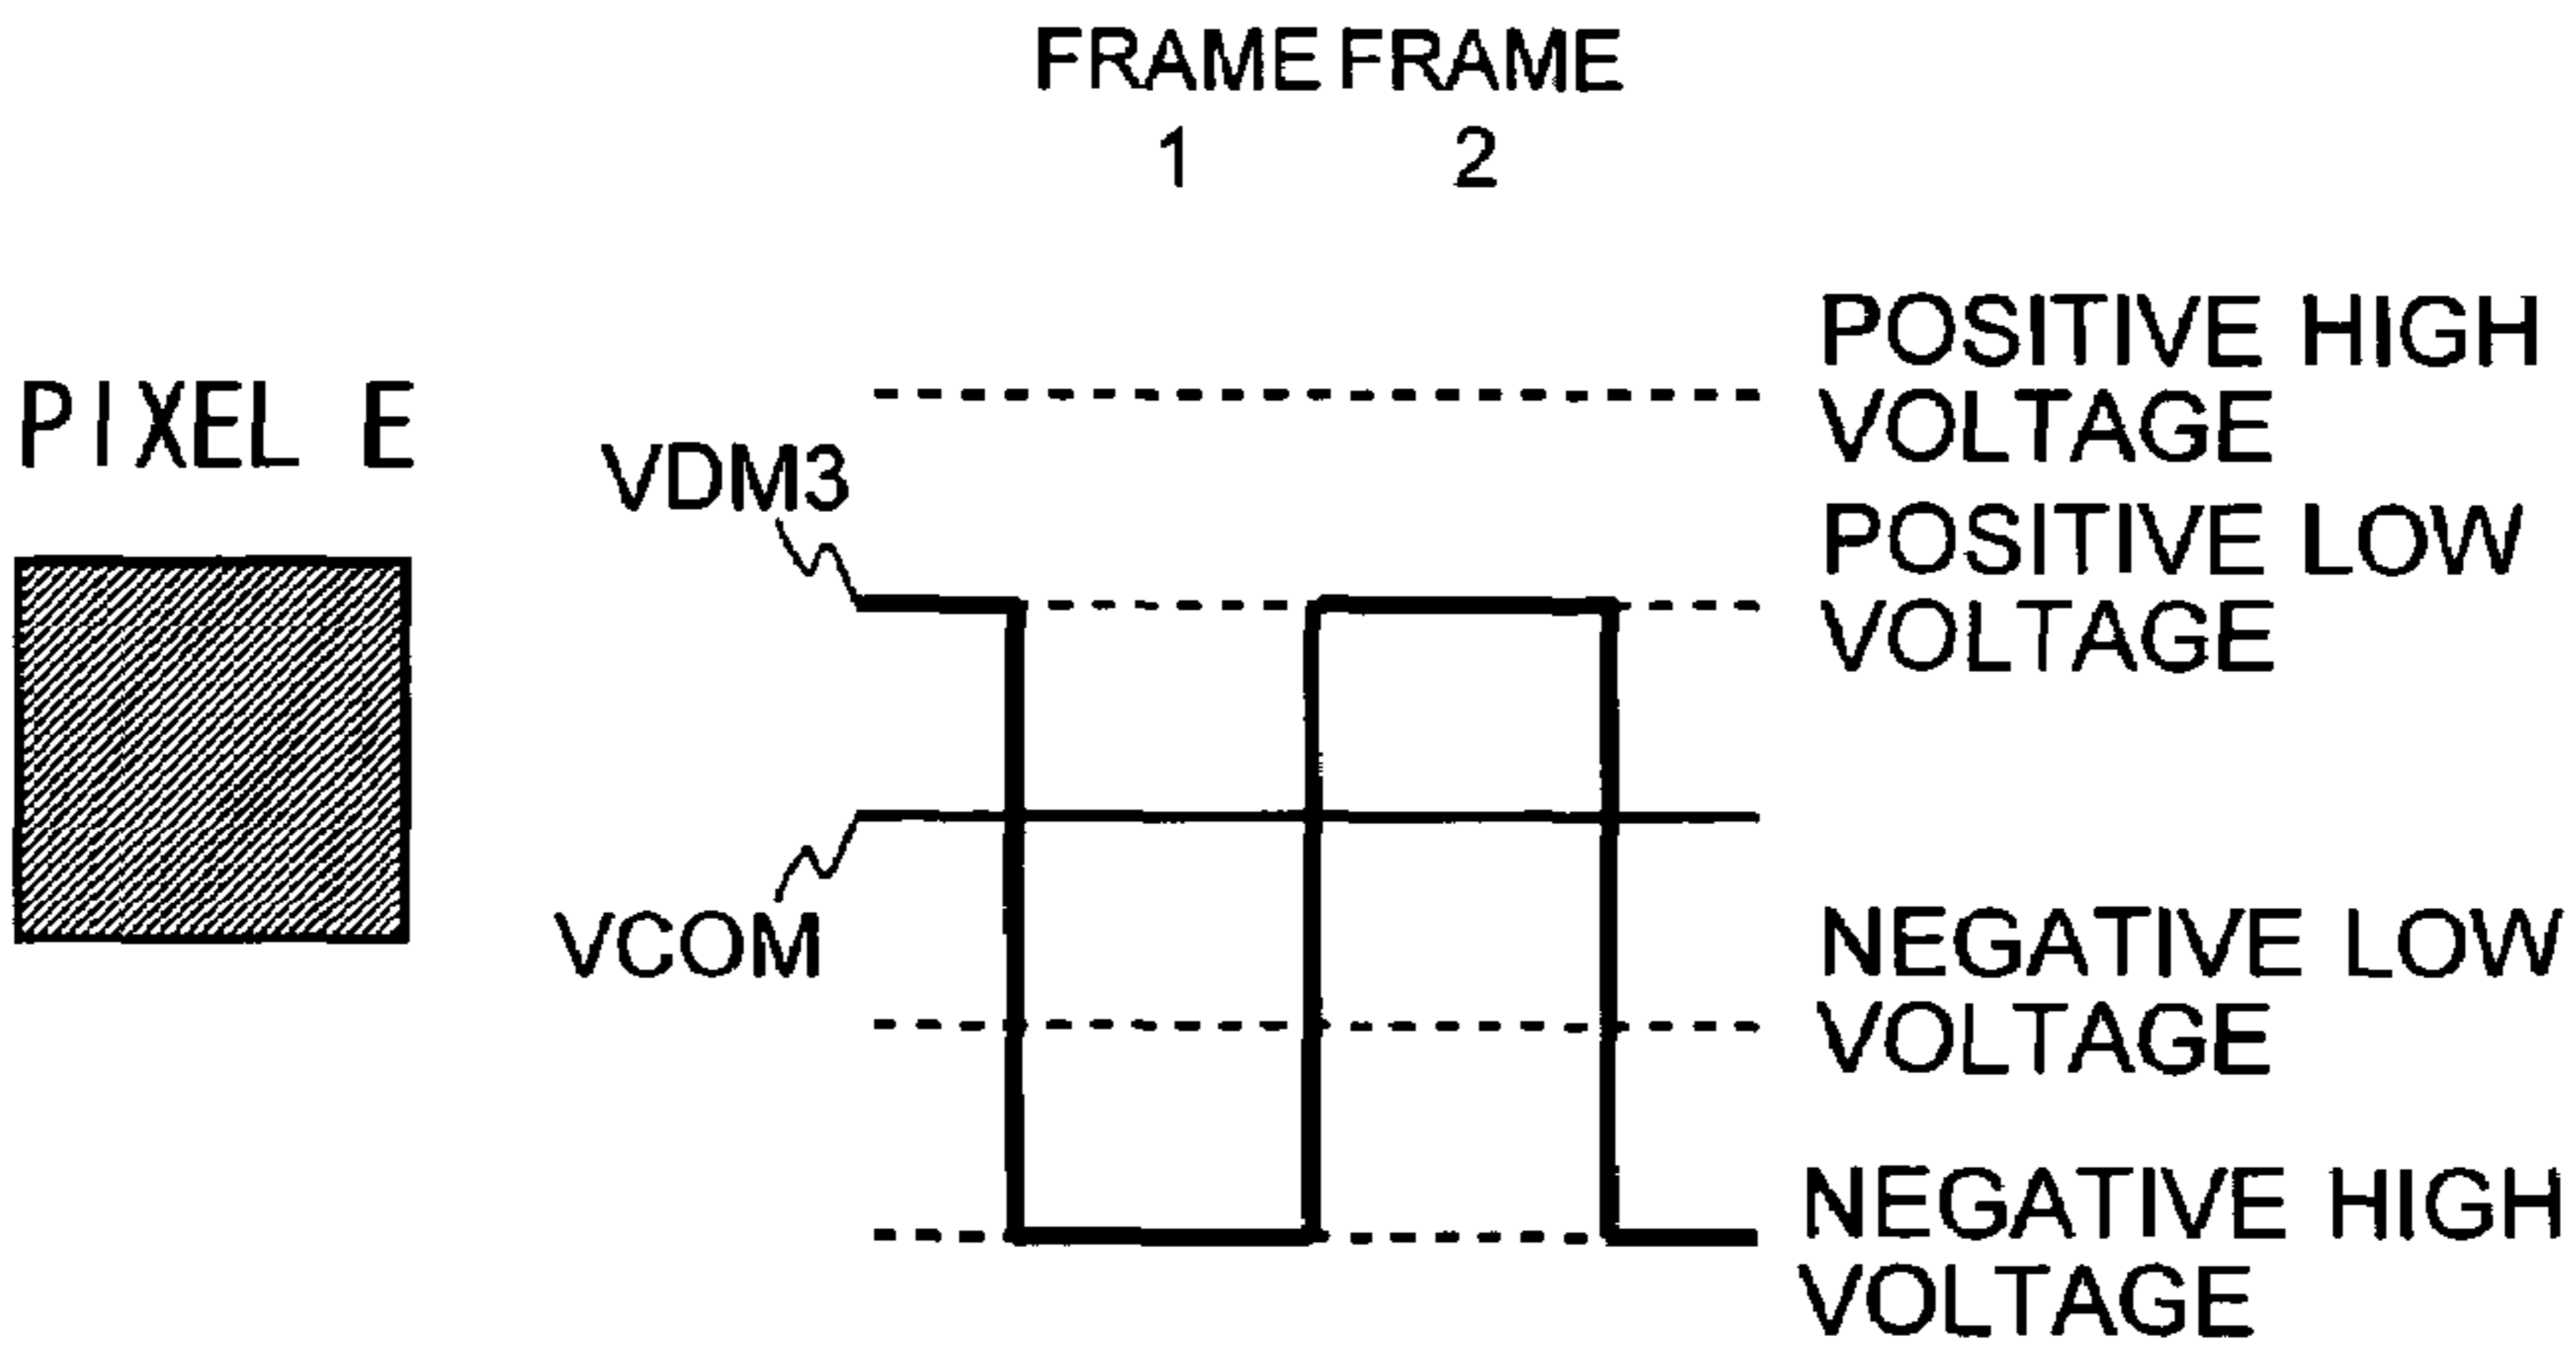 FRAME FRAME
1 2
POSITIVE HIGH
VOLTAGE
PIXEL E
VDM3
POSITIVE LOW
VOLTAGE
VCOM
NEGATIVE LOW
VOLTAGE
NEGATIVE HIGH
VOLTAGE